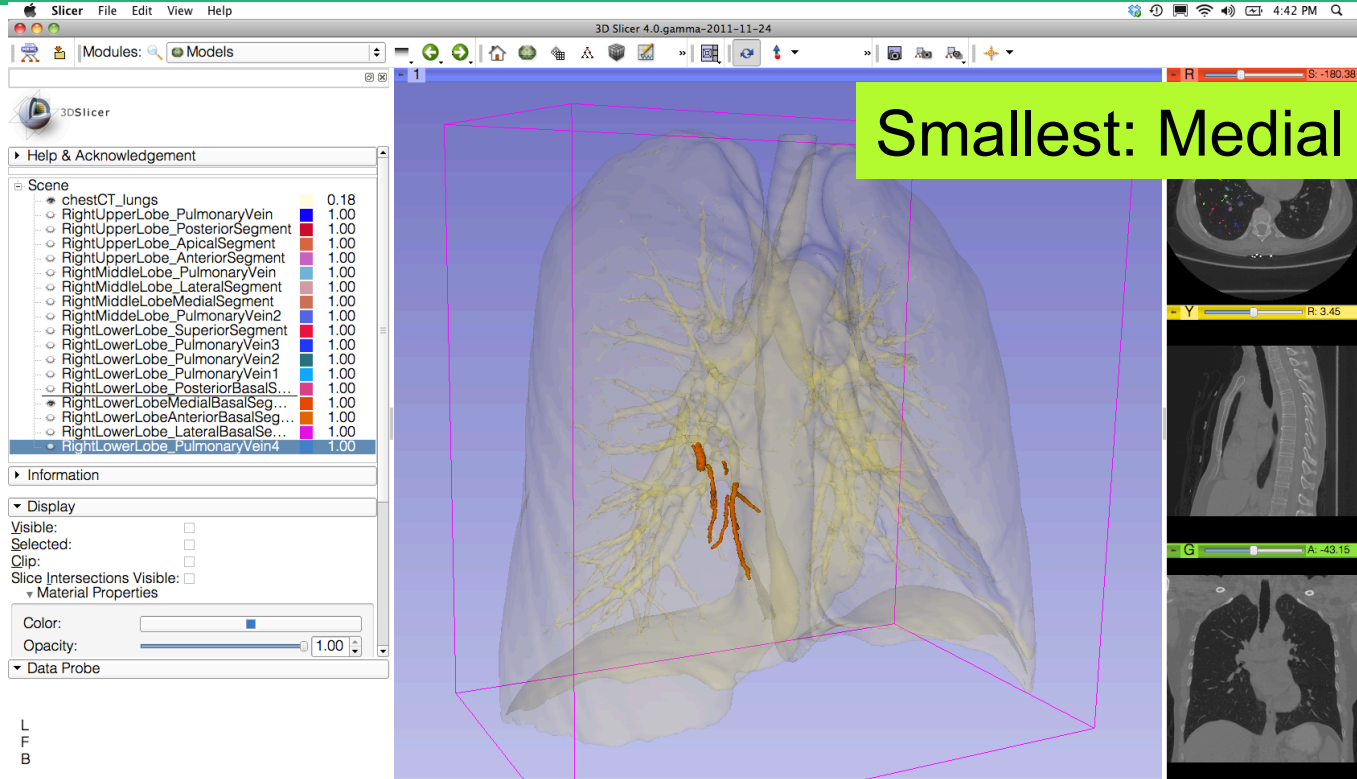 Slicer File Edit View Help 4:42 PM
3D Slicer 4.0.gamma-2011-11-24
Modules: Models
1
R S: -180.38
Smallest: Medial
3DSlicer
Help & Acknowledgement
Scene
chestCT_lungs 0.18
RightUpperLobe_PulmonaryVein 1.00
RightUpperLobe_PosteriorSegment 1.00
RightUpperLobe_ApicalSegment 1.00
RightUpperLobe_AnteriorSegment 1.00
RightMiddleLobe_PulmonaryVein 1.00
RightMiddleLobe_LateralSegment 1.00
RightMiddleLobeMedialSegment 1.00
RightMiddeLobe_PulmonaryVein2 1.00
RightLowerLobe_SuperiorSegment 1.00
RightLowerLobe_PulmonaryVein3 1.00
RightLowerLobe_PulmonaryVein2 1.00
RightLowerLobe_PulmonaryVein1 1.00
RightLowerLobe_PosteriorBasalS... 1.00
RightLowerLobeMedialBasalSeg... 1.00
RightLowerLobeAnteriorBasalSeg... 1.00
RightLowerLobe_LateralBasalSe... 1.00
RightLowerLobe_PulmonaryVein4 1.00
Y R: 3.45
Information
Display
Visible:
Selected:
Clip:
Slice Intersections Visible:
Material Properties
Color:
Opacity: 1.00
G A: -43.15
Data Probe
L
F
B